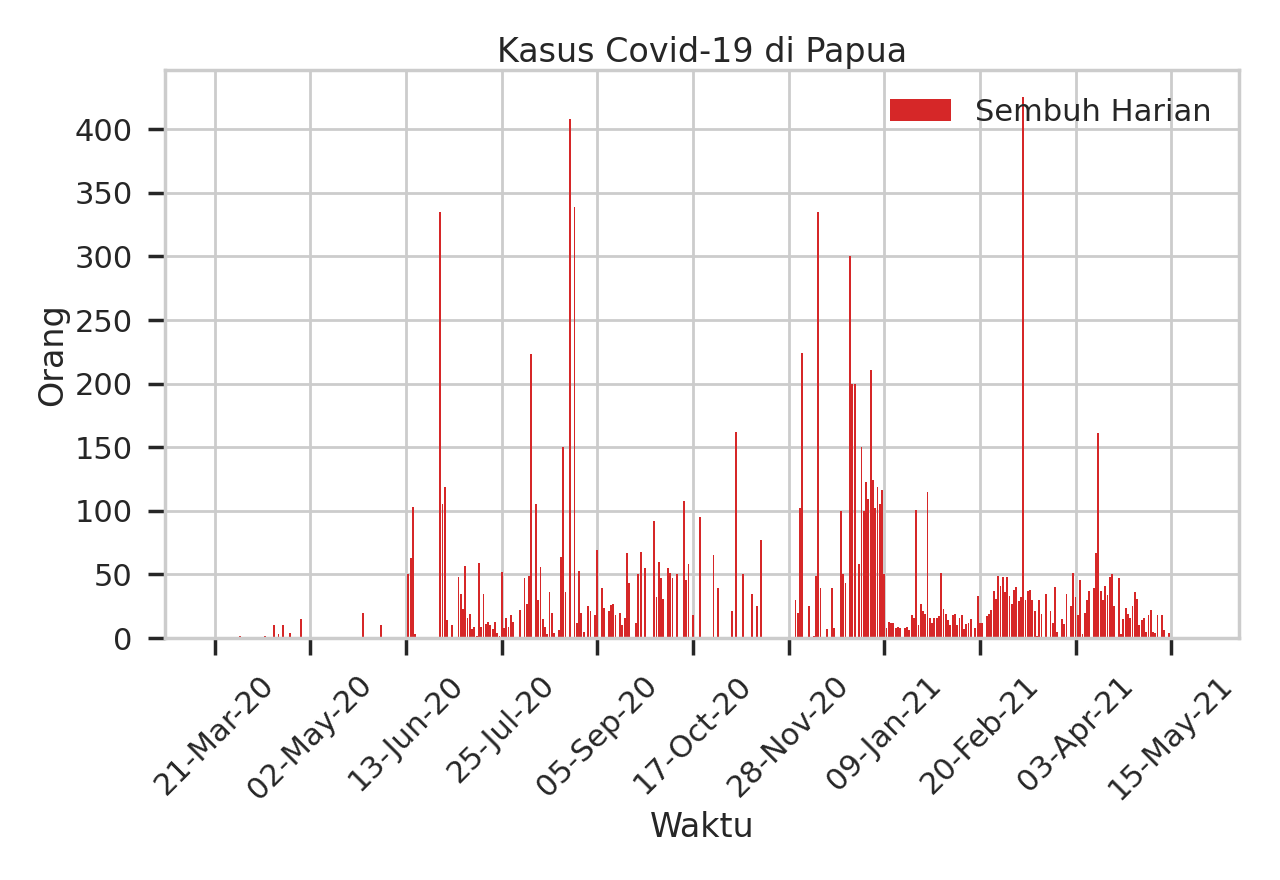 Kasus Covid-19 di Papua
Sembuh Harian
Orang
400
350
300
250
200
150
100
50
0
21-Mar-20
02-May-20
13-Jun-20
25-Jul-20
05-Sep-20
17-Oct-20
28-Nov-20
09-Jan-21
20-Feb-21
03-Apr-21
15-May-21
Waktu